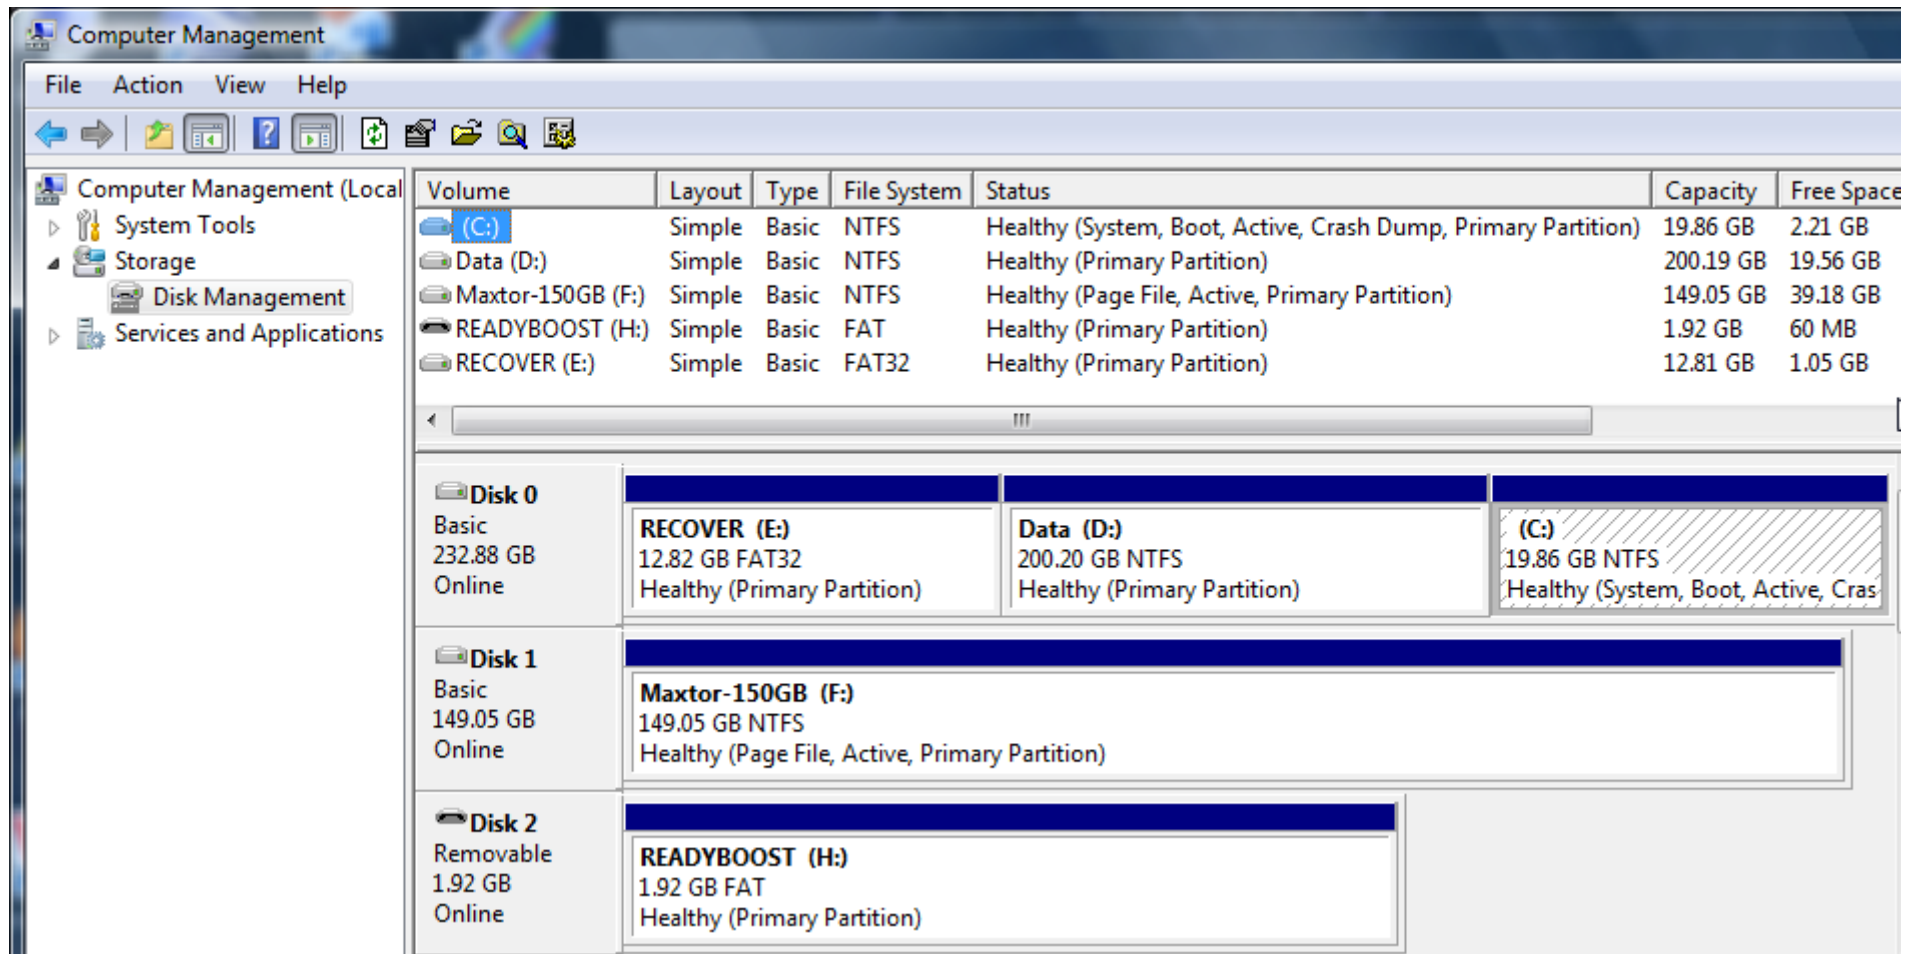 Computer Management
File Action View Help
Computer Management (Local
System Tools
Storage
Disk Management
Services and Applications
Volume Layout Type File System Status Capacity Free Space
(C:) Simple Basic NTFS Healthy (System, Boot, Active, Crash Dump, Primary Partition) 19.86 GB 2.21 GB
Data (D:) Simple Basic NTFS Healthy (Primary Partition) 200.19 GB 19.56 GB
Maxtor-150GB (F:) Simple Basic NTFS Healthy (Page File, Active, Primary Partition) 149.05 GB 39.18 GB
READYBOOST (H:) Simple Basic FAT Healthy (Primary Partition) 1.92 GB 60 MB
RECOVER (E:) Simple Basic FAT32 Healthy (Primary Partition) 12.81 GB 1.05 GB
Disk 0
Basic
232.88 GB
Online
RECOVER (E:)
12.82 GB FAT32
Healthy (Primary Partition)
Data (D:)
200.20 GB NTFS
Healthy (Primary Partition)
(C:)
19.86 GB NTFS
Healthy (System, Boot, Active, Cras
Disk 1
Basic
149.05 GB
Online
Maxtor-150GB (F:)
149.05 GB NTFS
Healthy (Page File, Active, Primary Partition)
Disk 2
Removable
1.92 GB
Online
READYBOOST (H:)
1.92 GB FAT
Healthy (Primary Partition)